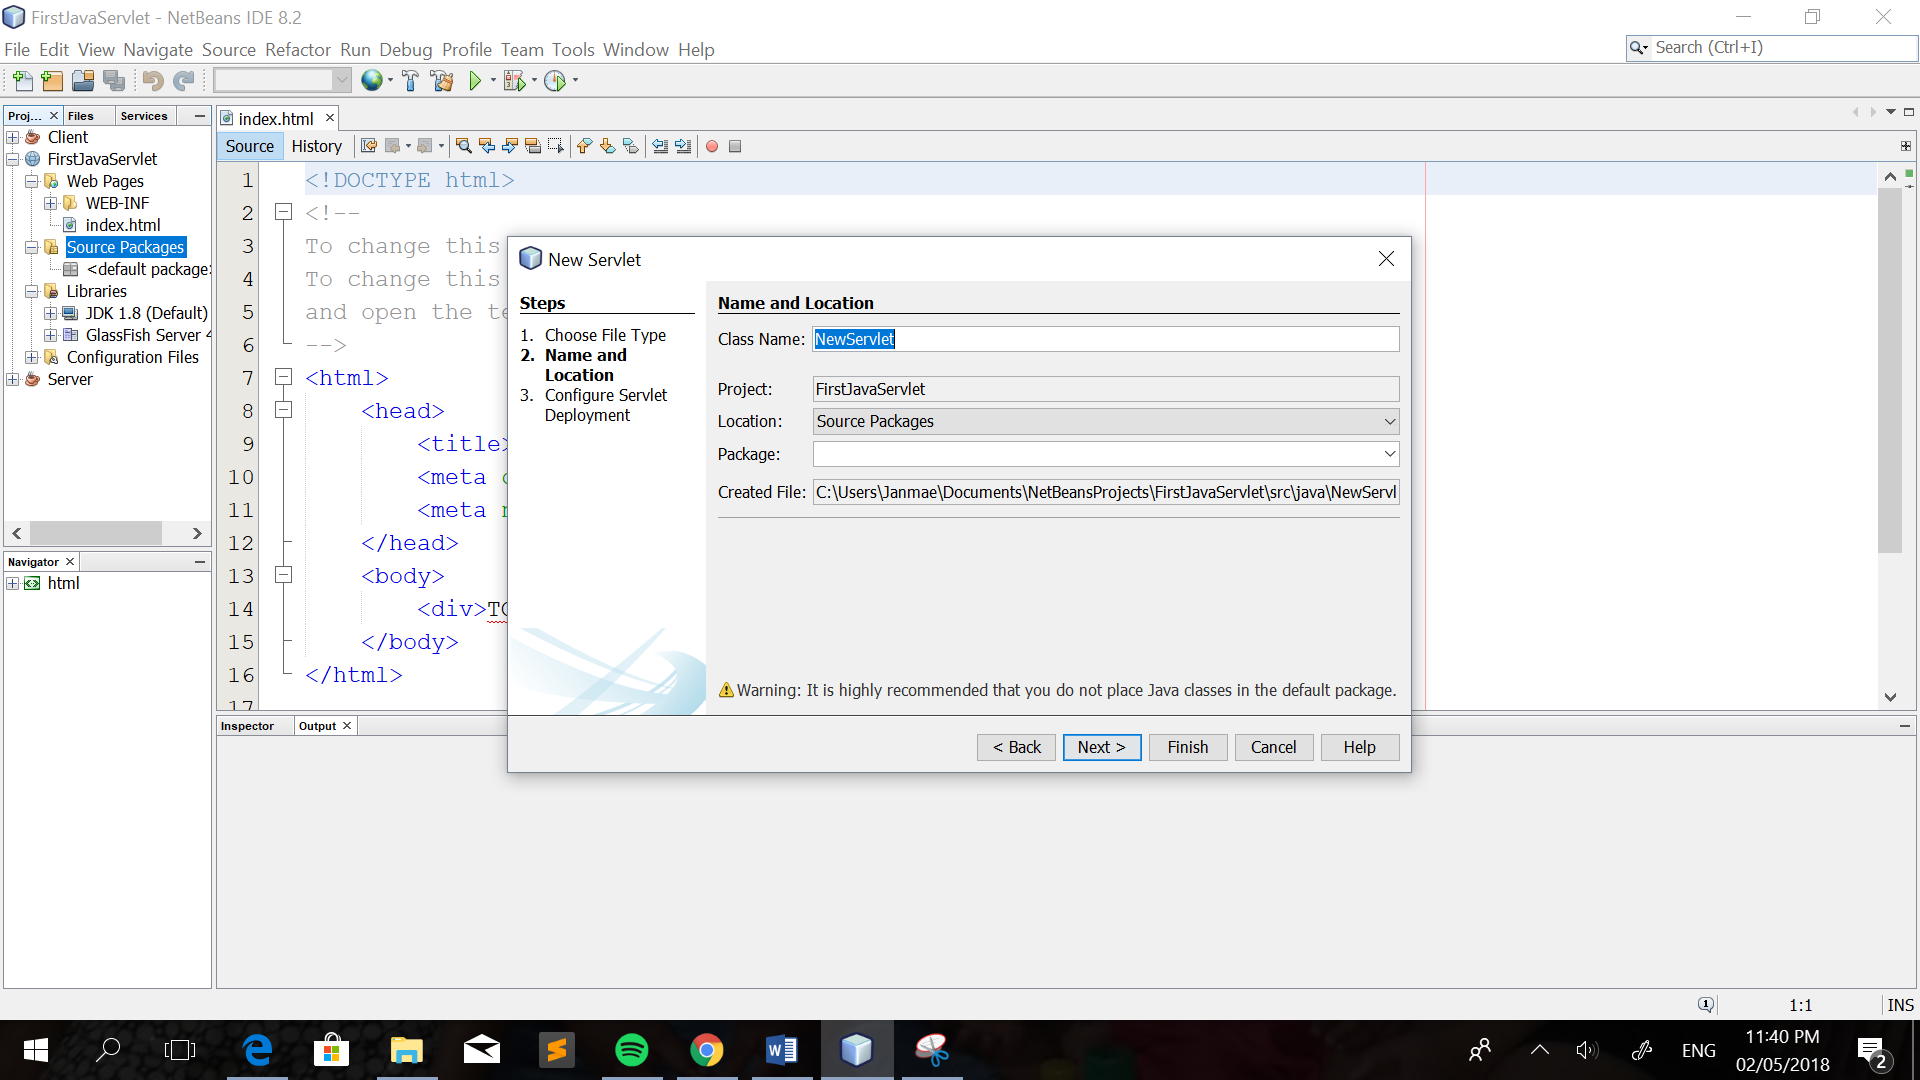 FirstJavaServlet - NetBeans IDE 8.2
File Edit View Navigate Source Refactor Run Debug Profile Team Tools Window Help
Search (Ctrl+I)
Proj... Files Services
Client
FirstJavaServlet
Web Pages
WEB-INF
index.html
Source Packages
<default package>
Libraries
JDK 1.8 (Default)
GlassFish Server 4
Configuration Files
Server
Navigator
html
index.html
Source History
1 <!DOCTYPE html>
2 <!--
3 To change this
4 To change this
5 and open the te
6 -->
7 <html>
8 <head>
9 <title>
10 <meta
11 <meta
12 </head>
13 <body>
14 <div>TO
15 </body>
16 </html>
17
New Servlet
Steps
1. Choose File Type
2. Name and
Location
3. Configure Servlet
Deployment
Name and Location
Class Name: NewServlet
Project: FirstJavaServlet
Location: Source Packages
Package:
Created File: C:\Users\Janmae\Documents\NetBeansProjects\FirstJavaServlet\src\java\NewServl
Warning: It is highly recommended that you do not place Java classes in the default package.
< Back Next > Finish Cancel Help
Inspector Output
1:1 INS
ENG
11:40 PM
02/05/2018
2